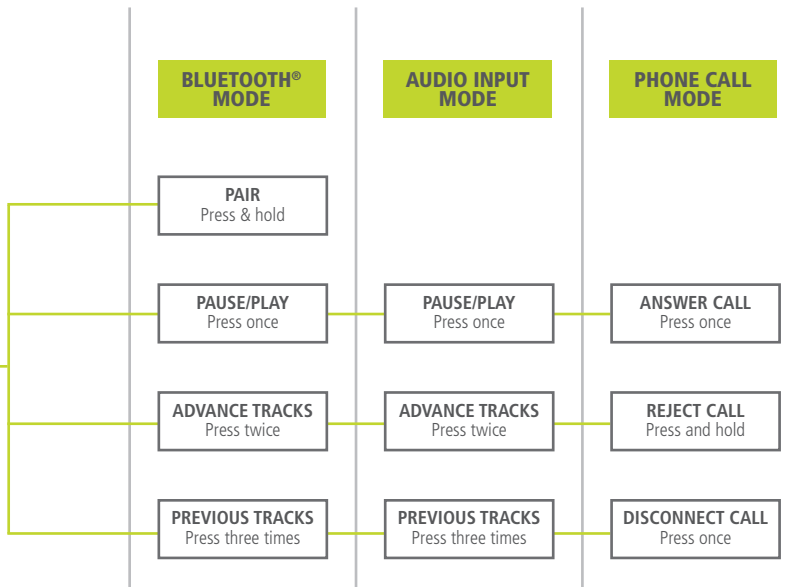 BLUETOOTH®
MODE
AUDIO INPUT
MODE
PHONE CALL
MODE
PAIR
Press & hold
PAUSE/PLAY
Press once
PAUSE/PLAY
Press once
ANSWER CALL
Press once
ADVANCE TRACKS
Press twice
ADVANCE TRACKS
Press twice
REJECT CALL
Press and hold
PREVIOUS TRACKS
Press three times
PREVIOUS TRACKS
Press three times
DISCONNECT CALL
Press once